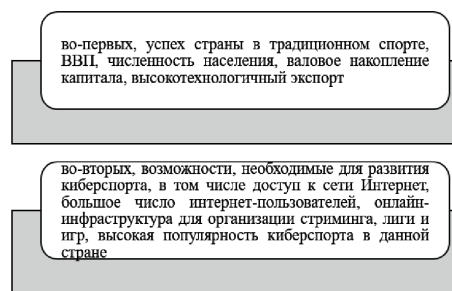 во-первых, успех страны в традиционном спорте,
ВВП, численность населения, валовое накопление
капитала, высокотехнологичный экспорт
во-вторых, возможности, необходимые для развития
киберспорта, в том числе доступ к сети Интернет,
большое число интернет-пользователей, онлайн-
инфраструктура для организации стриминга, лиги и
игр, высокая популярность киберспорта в данной
стране